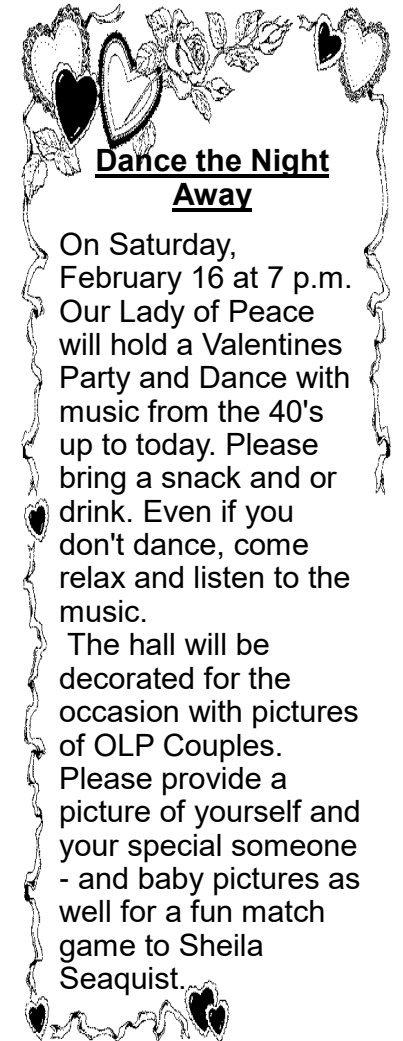 Dance the Night
Away
On Saturday,
February 16 at 7 p.m.
Our Lady of Peace
will hold a Valentines
Party and Dance with
music from the 40's
up to today. Please
bring a snack and or
drink. Even if you
don't dance, come
relax and listen to the
music.
The hall will be
decorated for the
occasion with pictures
of OLP Couples.
Please provide a
picture of yourself and
your special someone
- and baby pictures as
well for a fun match
game to Sheila
Seaquist.